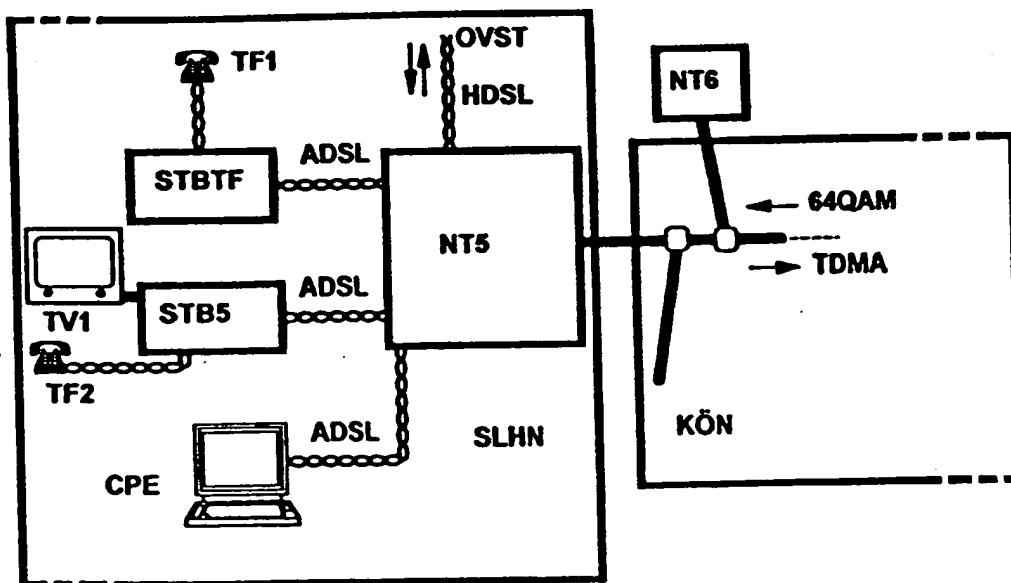 OVST
TF1
HDSL
NT6
ADSL
STBTF
64QAM
NT5
TDMA
ADSL
STB5
TV1
TF2
ADSL
SLHN
KÖN
CPE